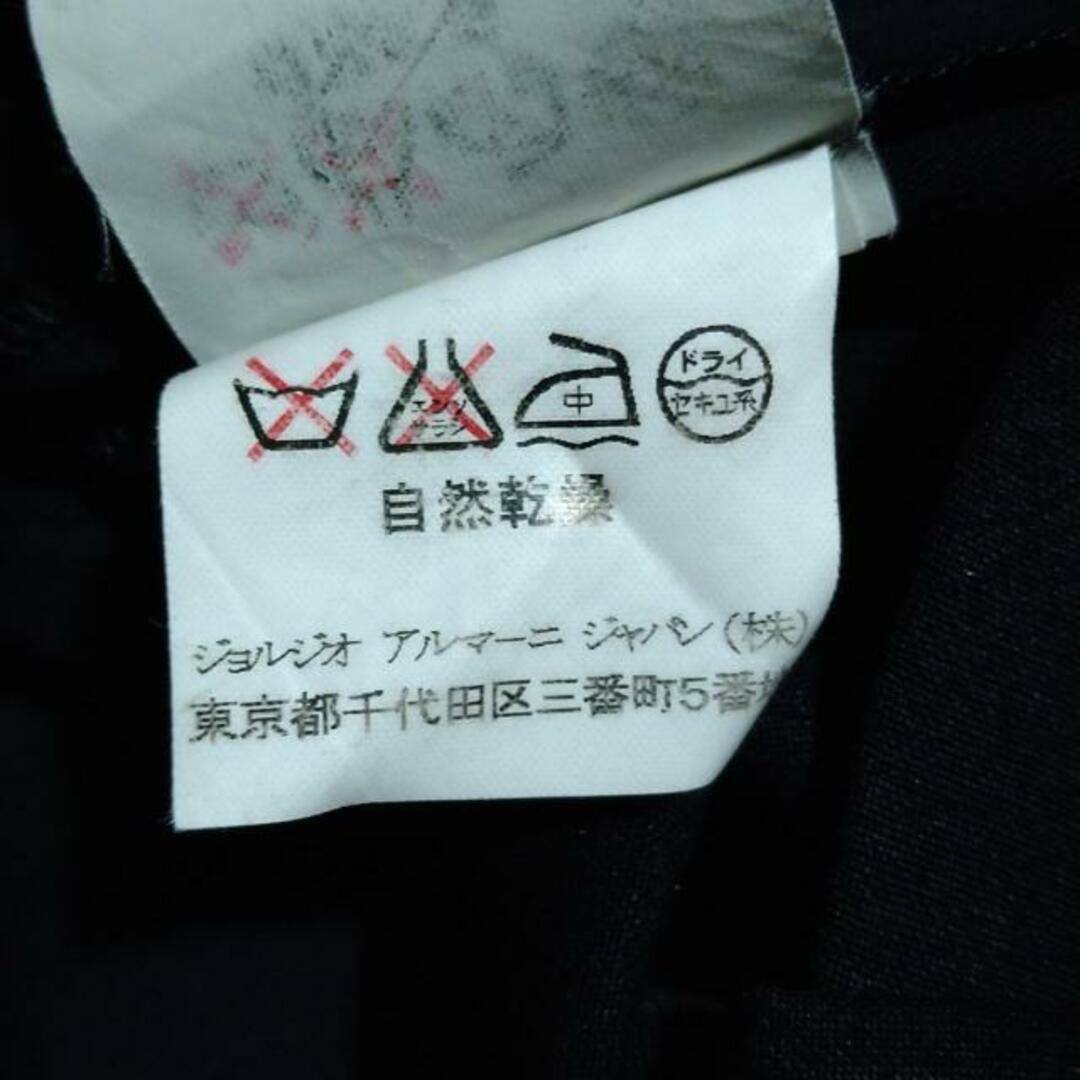 エンソ
サラシ
中
ドライ
セキユ系
自然乾燥
ジョルジオ アルマーニ ジャパン(株)
東京都千代田区三番町5番地